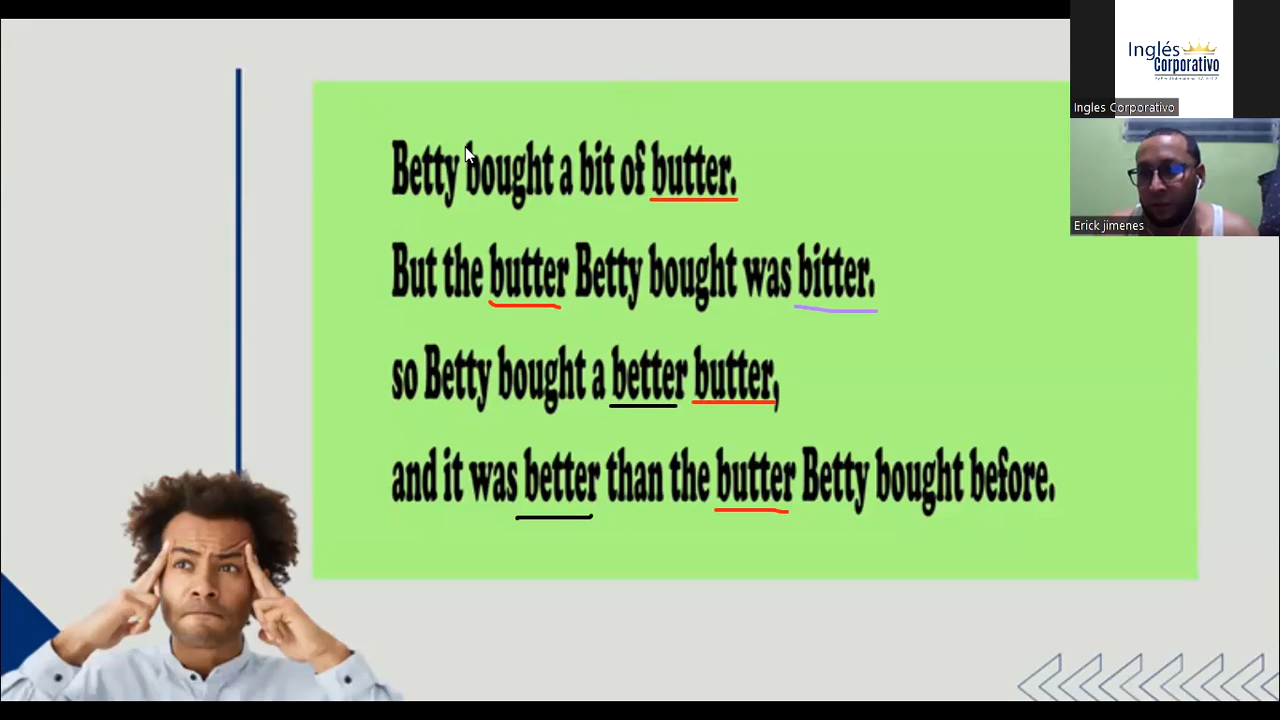 Inglés
Corporativo
Ingles Corporativo
Erick jimenes
Betty bought a bit of butter.
But the butter Betty bought was bitter.
so Betty bought a better butter,
and it was better than the butter Betty bought before.